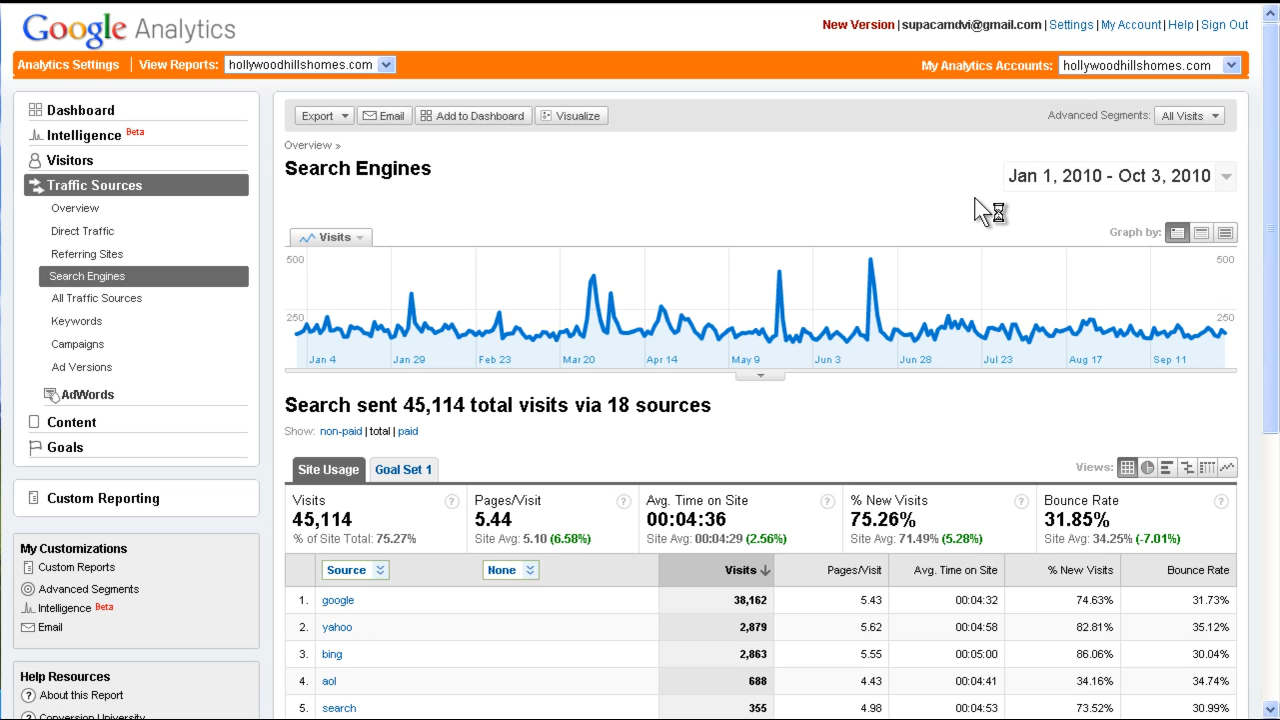 Google Analytics
New Version | supacamdvi@gmail.com | Settings | My Account | Help | Sign Out
Analytics Settings | View Reports: hollywoodhillshomes.com
My Analytics Accounts: hollywoodhillshomes.com
Dashboard
Intelligence Beta
Visitors
Traffic Sources
Overview
Direct Traffic
Referring Sites
Search Engines
All Traffic Sources
Keywords
Campaigns
Ad Versions
AdWords
Content
Goals
Custom Reporting
My Customizations
Custom Reports
Advanced Segments
Intelligence Beta
Email
Help Resources
About this Report
Conversion University
Export Email Add to Dashboard Visualize
Advanced Segments: All Visits
Overview »
Search Engines
Jan 1, 2010 - Oct 3, 2010
Visits
Graph by:
500 500
250 250
Jan 4 Jan 29 Feb 23 Mar 20 Apr 14 May 9 Jun 3 Jun 28 Jul 23 Aug 17 Sep 11
Search sent 45,114 total visits via 18 sources
Show: non-paid | total | paid
Site Usage Goal Set 1
Views:
Visits ? Pages/Visit ? Avg. Time on Site ? % New Visits ? Bounce Rate ?
45,114 5.44 00:04:36 75.26% 31.85%
% of Site Total: 75.27% Site Avg: 5.10 (6.58%) Site Avg: 00:04:29 (2.56%) Site Avg: 71.49% (5.28%) Site Avg: 34.25% (-7.01%)
Source None Visits Pages/Visit Avg. Time on Site % New Visits Bounce Rate
1. google 38,162 5.43 00:04:32 74.63% 31.73%
2. yahoo 2,879 5.62 00:04:58 82.81% 35.12%
3. bing 2,863 5.55 00:05:00 86.06% 30.04%
4. aol 688 4.43 00:04:41 34.16% 34.74%
5. search 355 4.98 00:04:53 73.52% 30.99%